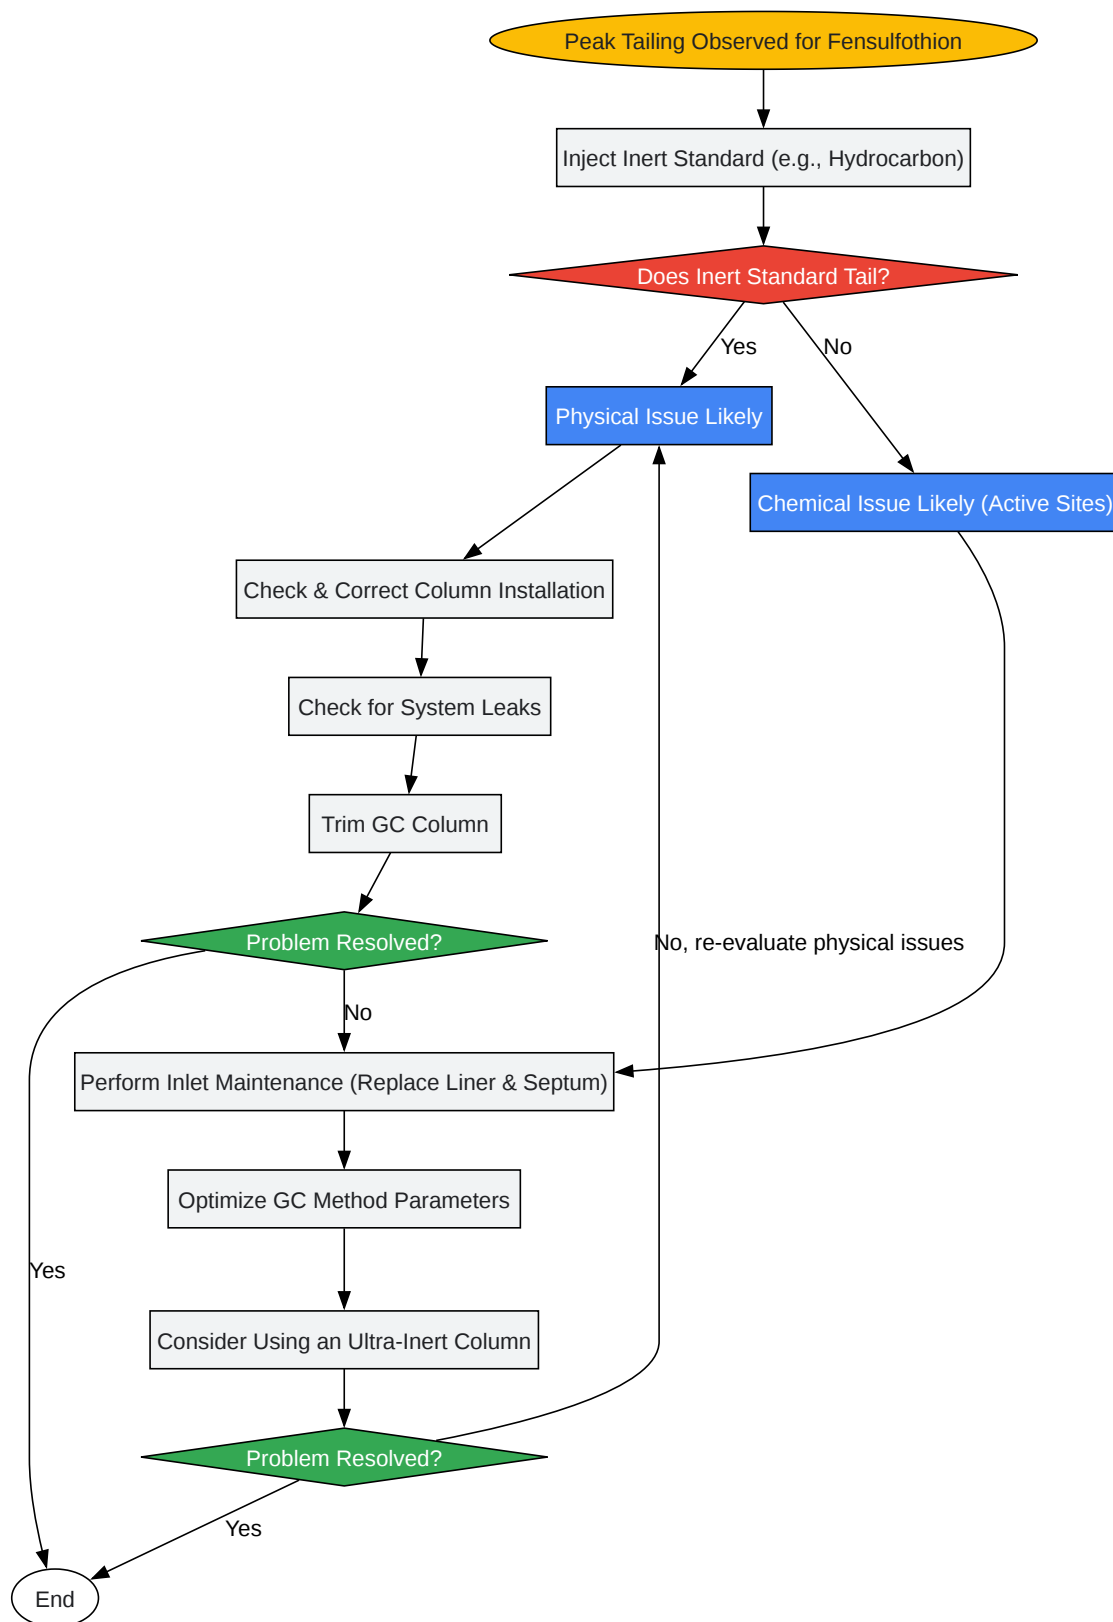 Peak Tailing Observed for Fensulfothion
Inject Inert Standard (e.g., Hydrocarbon)
Does Inert Standard Tail?
Yes
No
Physical Issue Likely
Chemical Issue Likely (Active Sites)
Check & Correct Column Installation
Check for System Leaks
Trim GC Column
Problem Resolved?
No, re-evaluate physical issues
No
Perform Inlet Maintenance (Replace Liner & Septum)
Optimize GC Method Parameters
Yes
Consider Using an Ultra-Inert Column
Problem Resolved?
Yes
End